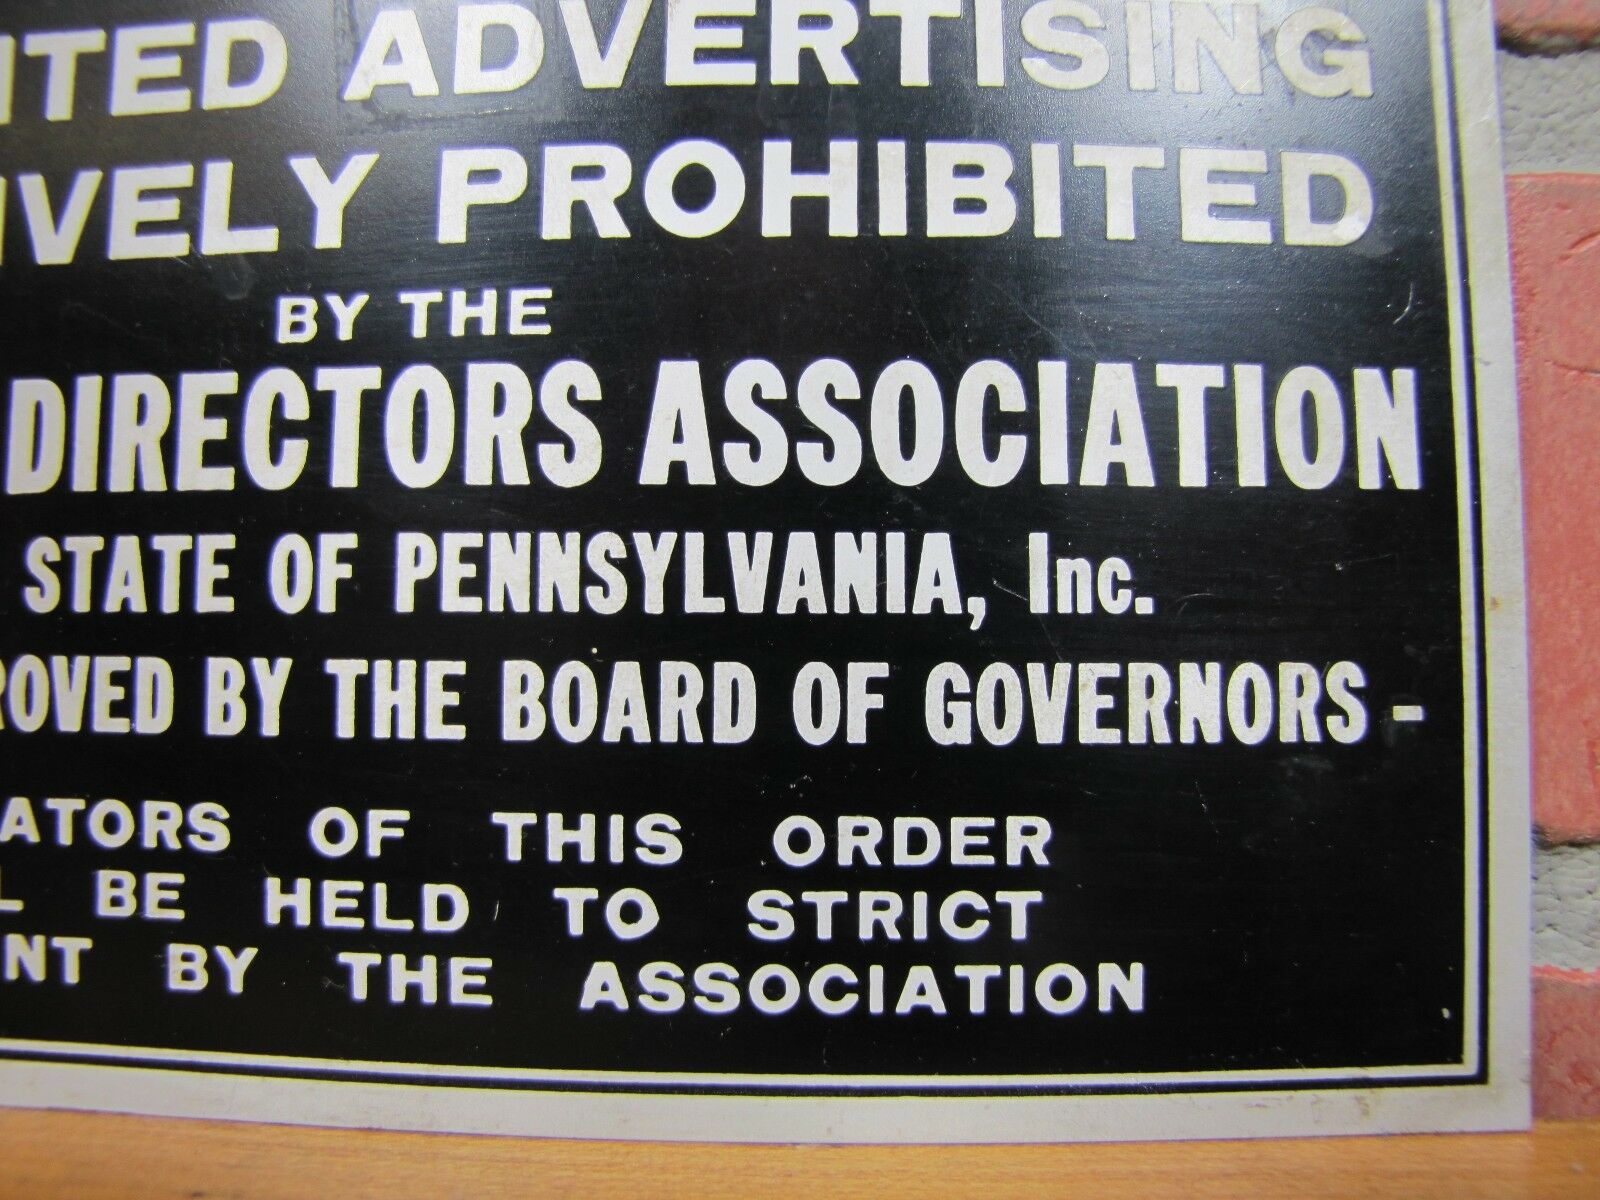 ITED ADVERTISING
IVELY PROHIBITED
BY THE
DIRECTORS ASSOCIATION
STATE OF PENNSYLVANIA, Inc.
ROVED BY THE BOARD OF GOVERNORS -
ATORS OF THIS ORDER
L BE HELD TO STRICT
NT BY THE ASSOCIATION